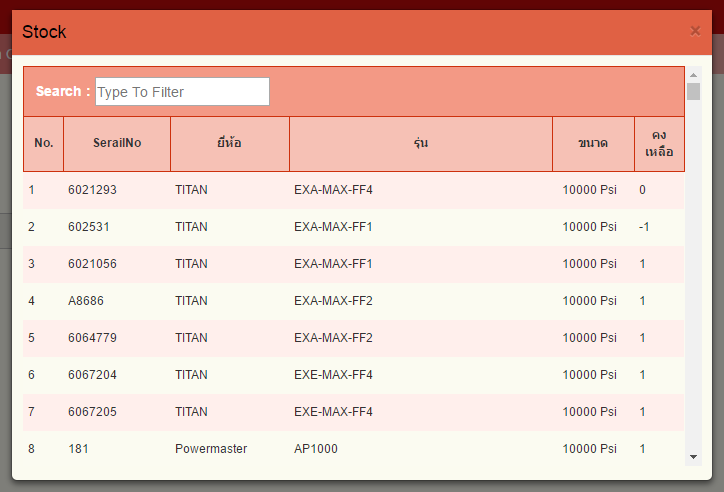 Stock ×
Search : Type To Filter
No. SerailNo ยี่ห้อ รุ่น ขนาด คง
เหลือ
1 6021293 TITAN EXA-MAX-FF4 10000 Psi 0
2 602531 TITAN EXA-MAX-FF1 10000 Psi -1
3 6021056 TITAN EXA-MAX-FF1 10000 Psi 1
4 A8686 TITAN EXA-MAX-FF2 10000 Psi 1
5 6064779 TITAN EXA-MAX-FF2 10000 Psi 1
6 6067204 TITAN EXE-MAX-FF4 10000 Psi 1
7 6067205 TITAN EXE-MAX-FF4 10000 Psi 1
8 181 Powermaster AP1000 10000 Psi 1